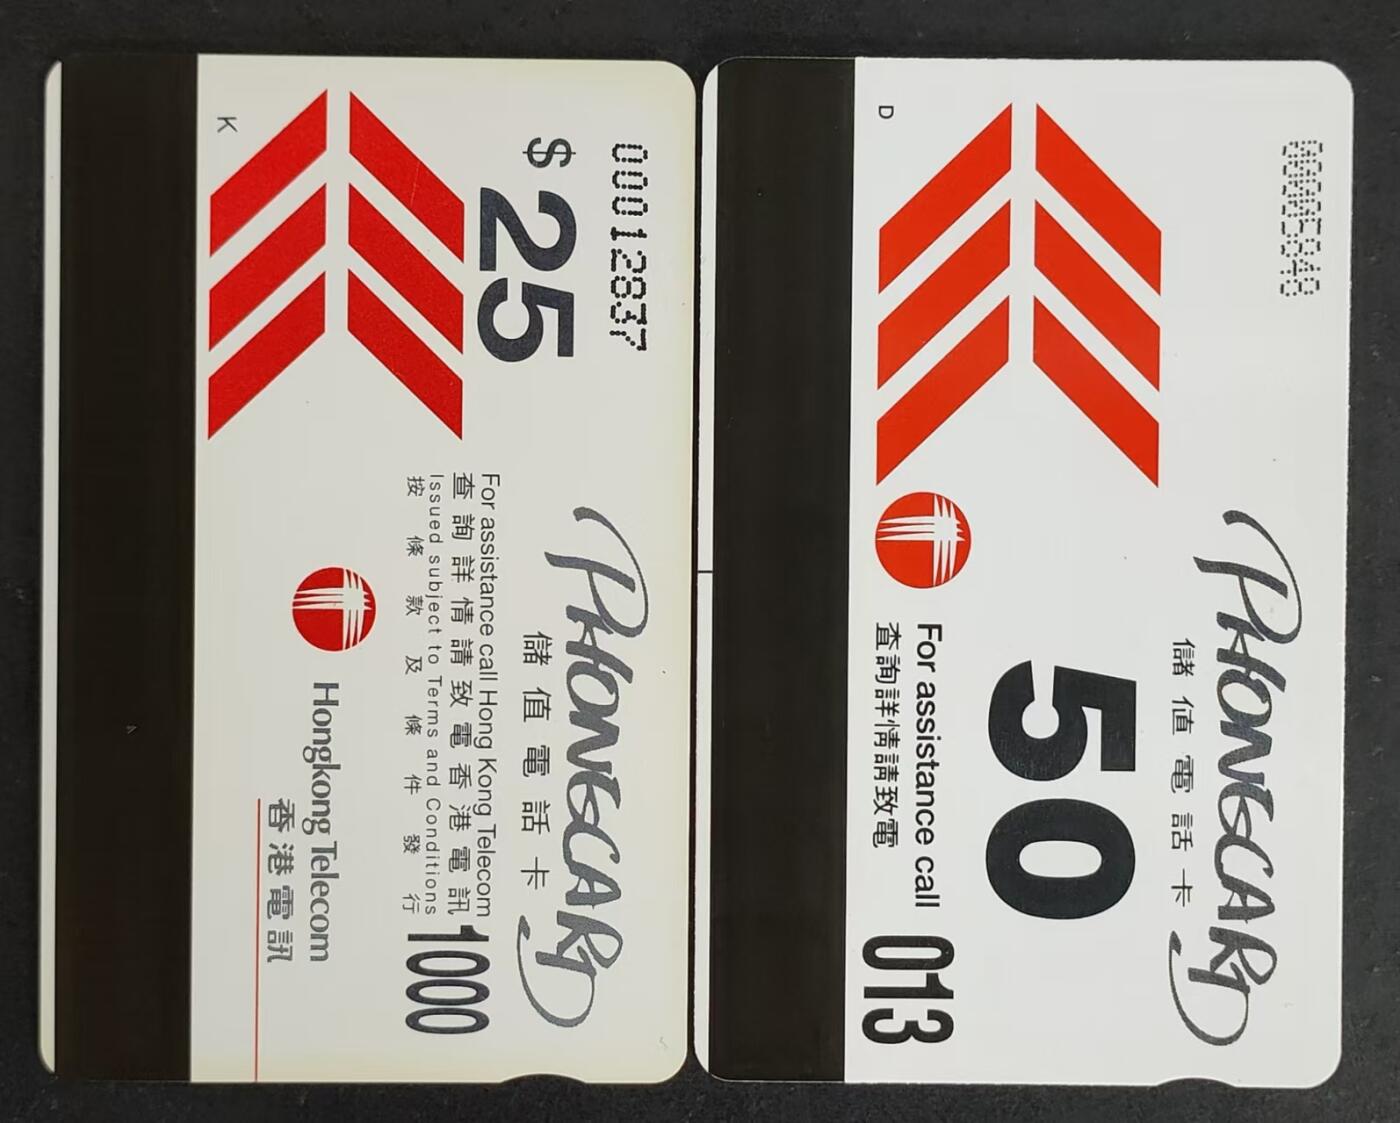 00012837
$25
K
PHONECARD
儲值電話卡
For assistance call Hong Kong Telecom 1000
查詢詳情請致電香港電訊
Issued subject to Terms and Conditions
按條款及條件發行
Hongkong Telecom
香港電訊
D
PHONECARD
儲值電話卡
50
For assistance call 013
查詢詳情請致電